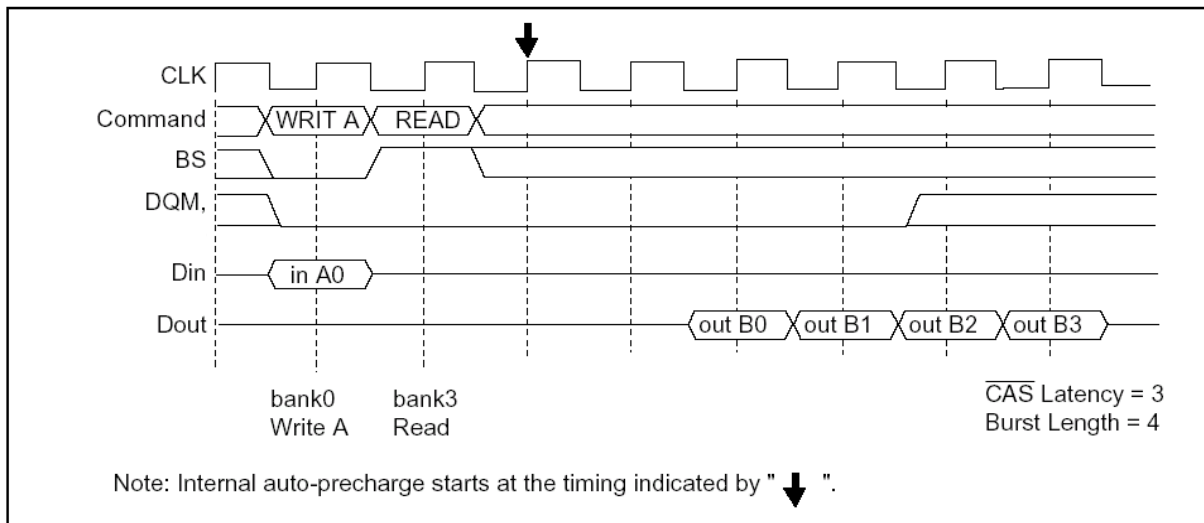 CLK
Command WRIT A READ
BS
DQM,
Din in A0
Dout out B0 out B1 out B2 out B3
bank0 bank3 CAS Latency = 3
Write A Read Burst Length = 4
Note: Internal auto-precharge starts at the timing indicated by " ".